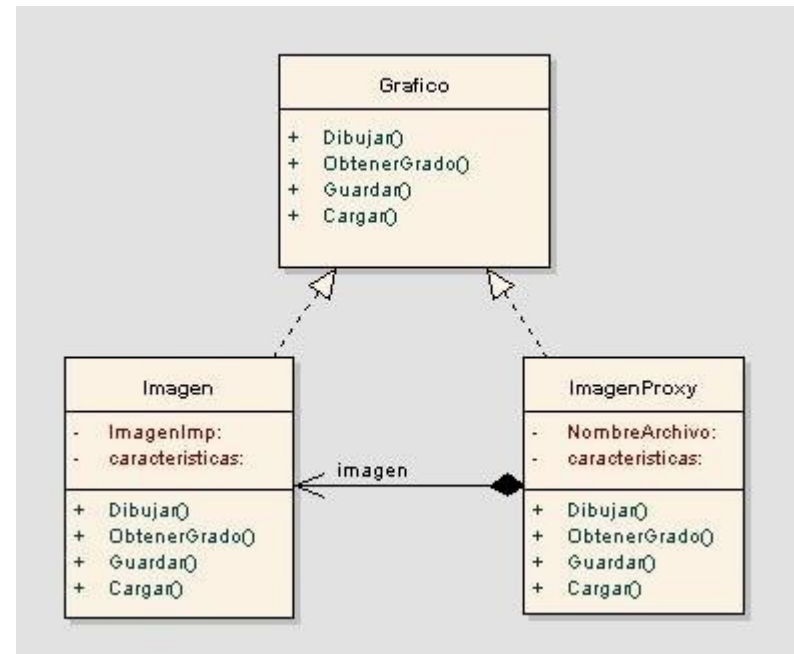 Grafico
+ Dibujar()
+ ObtenerGrado()
+ Guardar()
+ Cargar()
Imagen
- ImagenImp:
- caracteristicas:
+ Dibujar()
+ ObtenerGrado()
+ Guardar()
+ Cargar()
imagen
ImagenProxy
- NombreArchivo:
- caracteristicas:
+ Dibujar()
+ ObtenerGrado()
+ Guardar()
+ Cargar()